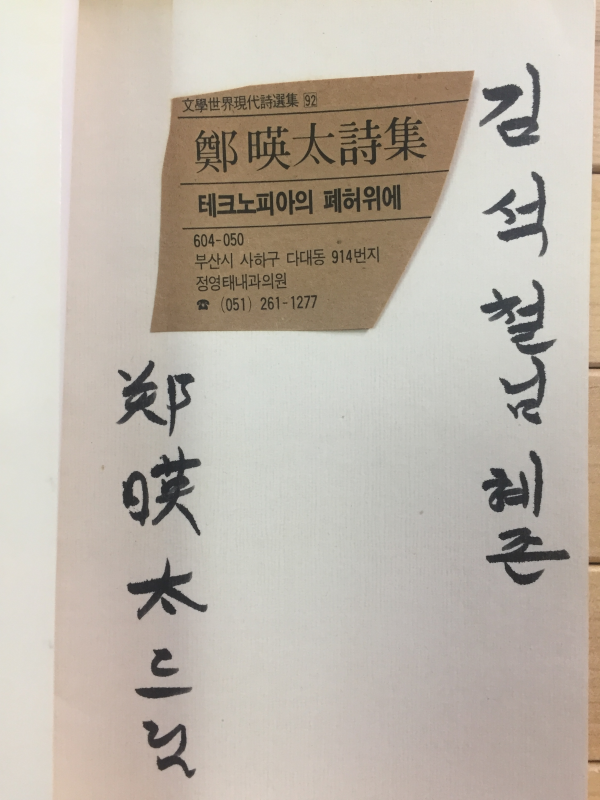 文學世界現代詩選集 92
鄭暎太詩集
테크노피아의 폐허위에
604-050
부산시 사하구 다대동 914번지
정영태내과의원
☎ (051) 261-1277
김석철님 혜존
鄭暎太 드림